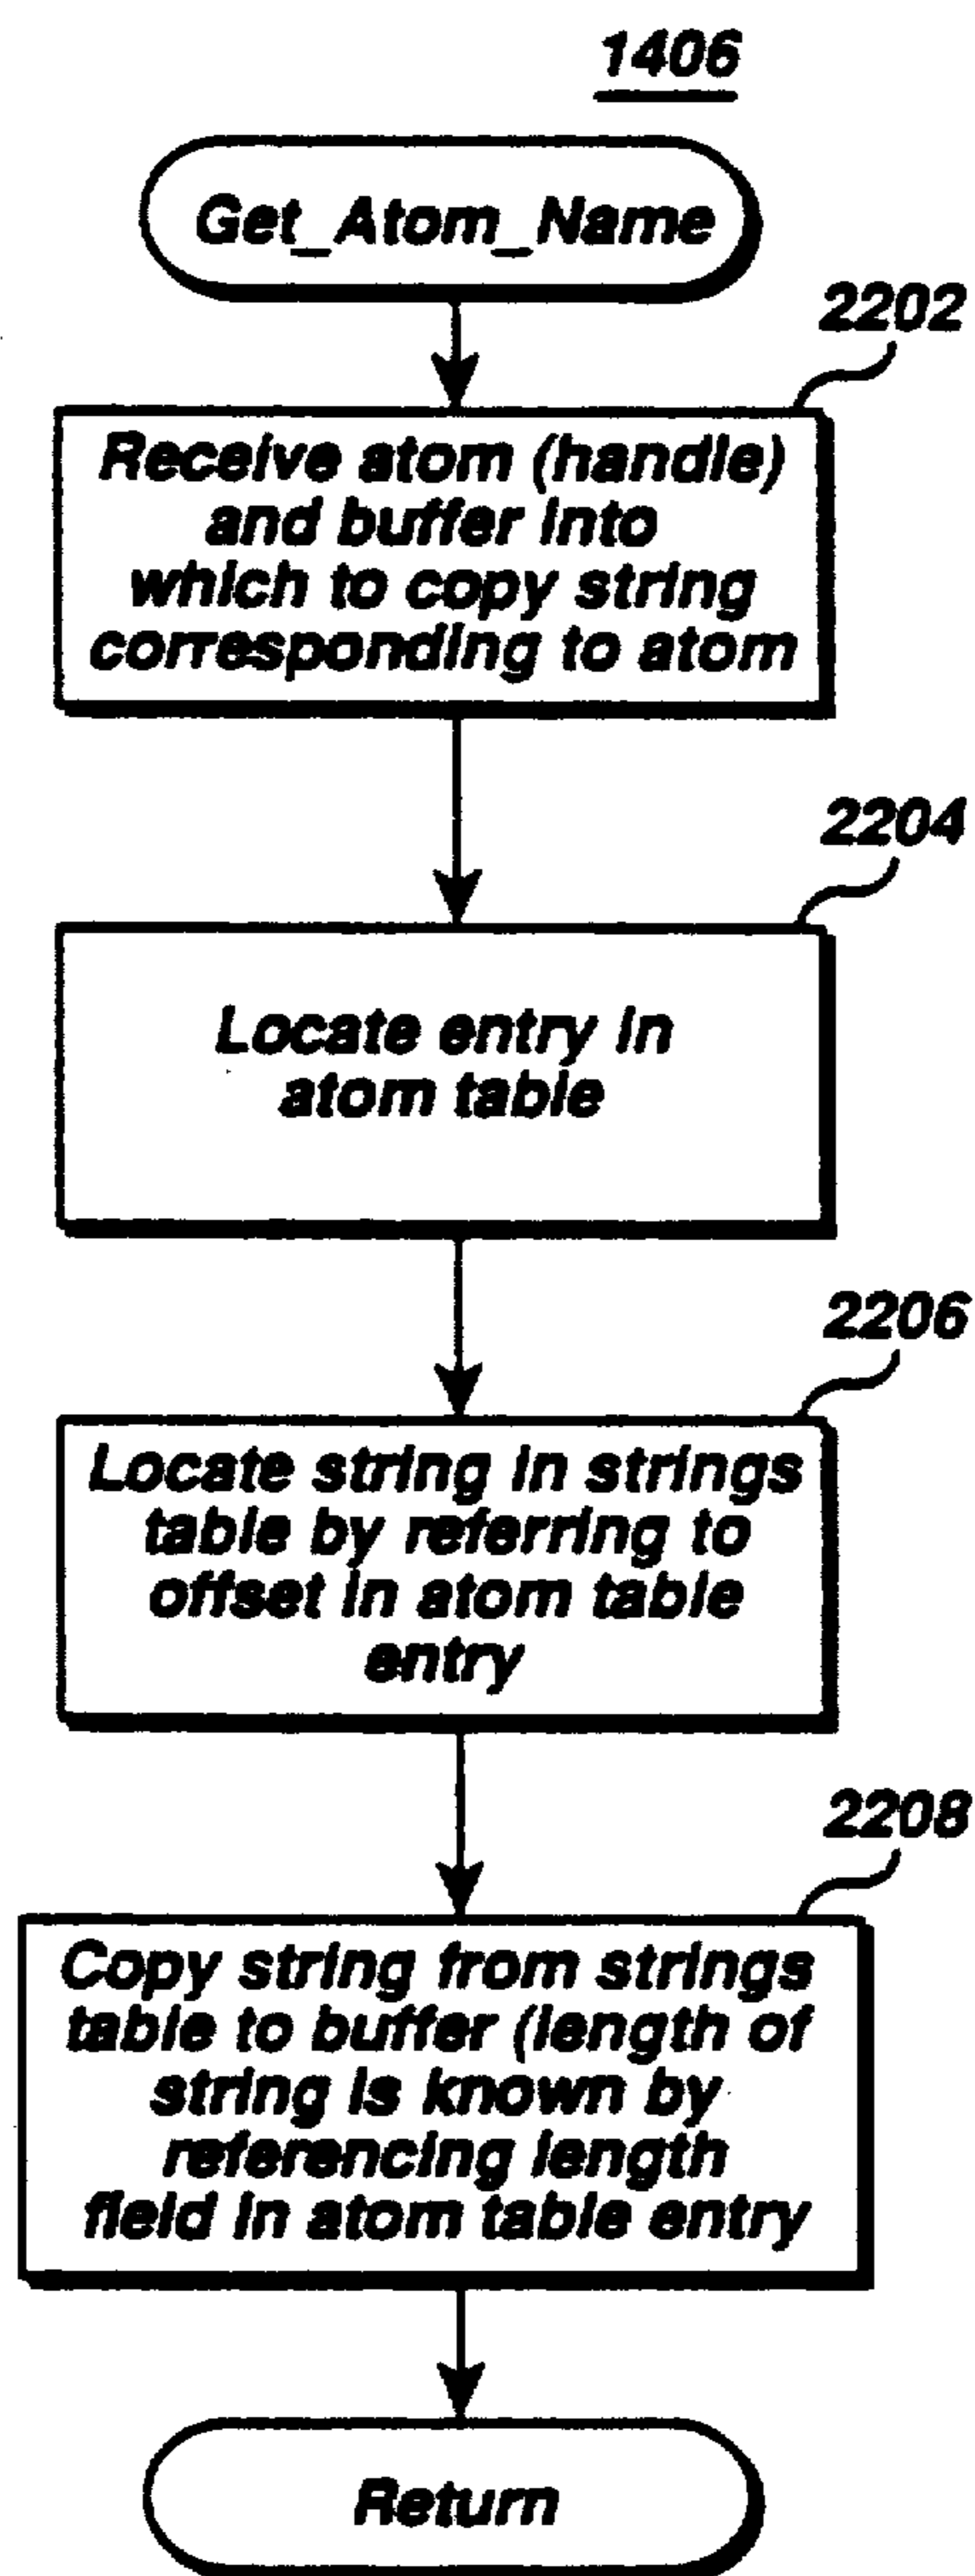 1406
Get_Atom_Name
2202
Receive atom (handle)
and buffer into
which to copy string
corresponding to atom
2204
Locate entry in
atom table
2206
Locate string in strings
table by referring to
offset in atom table
entry
2208
Copy string from strings
table to buffer (length of
string is known by
referencing length
field in atom table entry
Return